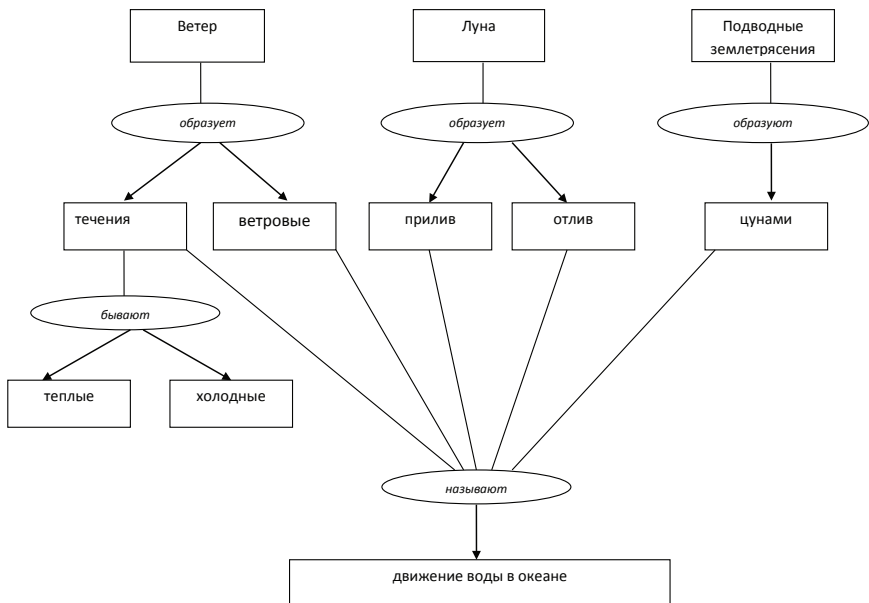 Ветер
Луна
Подводные
землетрясения
образует
образует
образуют
течения
ветровые
прилив
отлив
цунами
бывают
теплые
холодные
называют
движение воды в океане